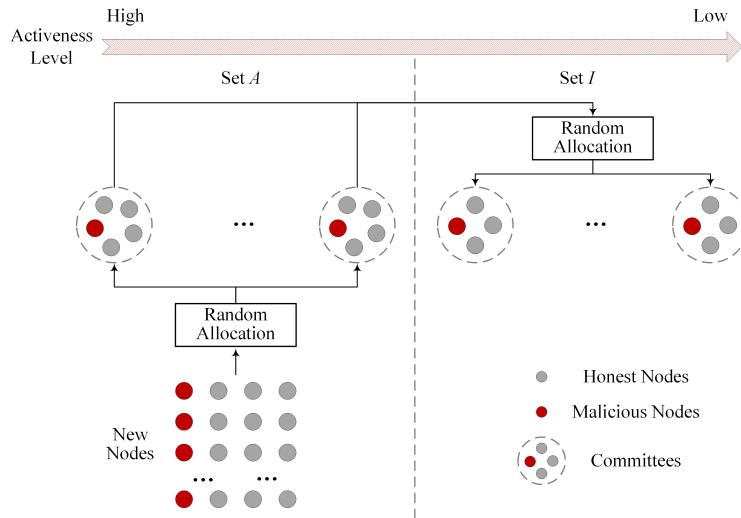 High
Low
Activeness
Level
Set A
Set I
Random
Allocation
...
...
Random
Allocation
New
Nodes
... ...
Honest Nodes
Malicious Nodes
Committees